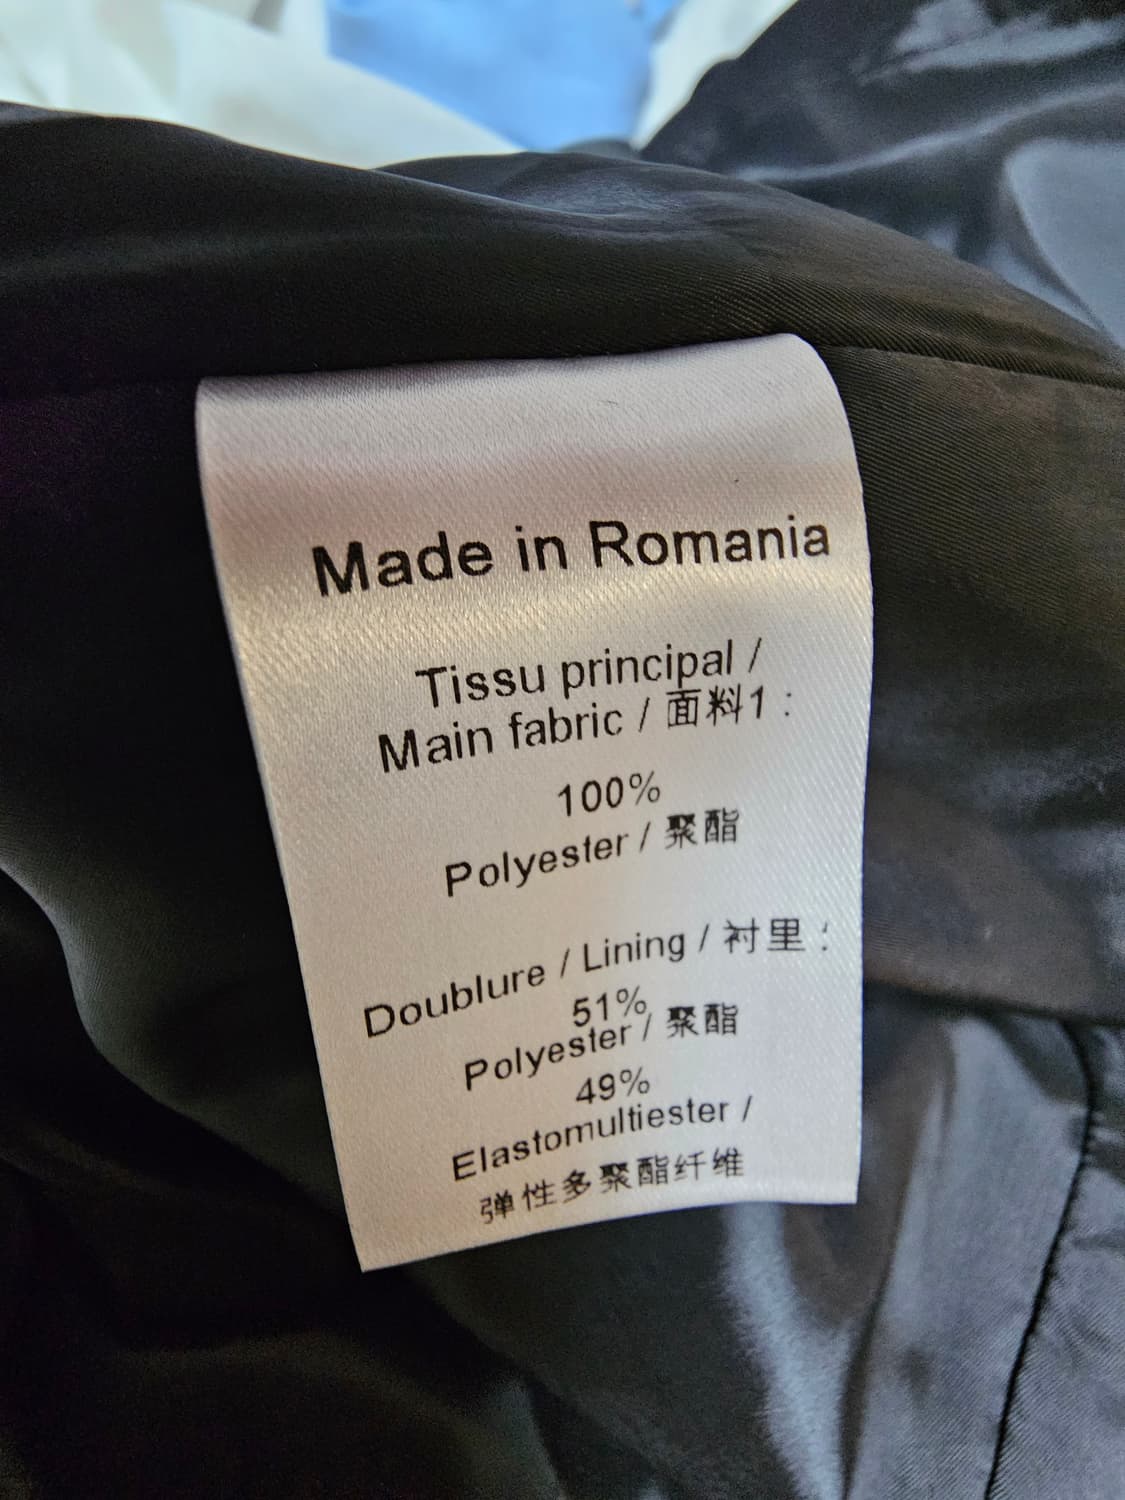 Made in Romania
Tissu principal /
Main fabric / 面料1 :
100%
Polyester / 聚酯
Doublure / Lining / 衬里 :
51%
Polyester / 聚酯
49%
Elastomultiester /
弹性多聚酯纤维